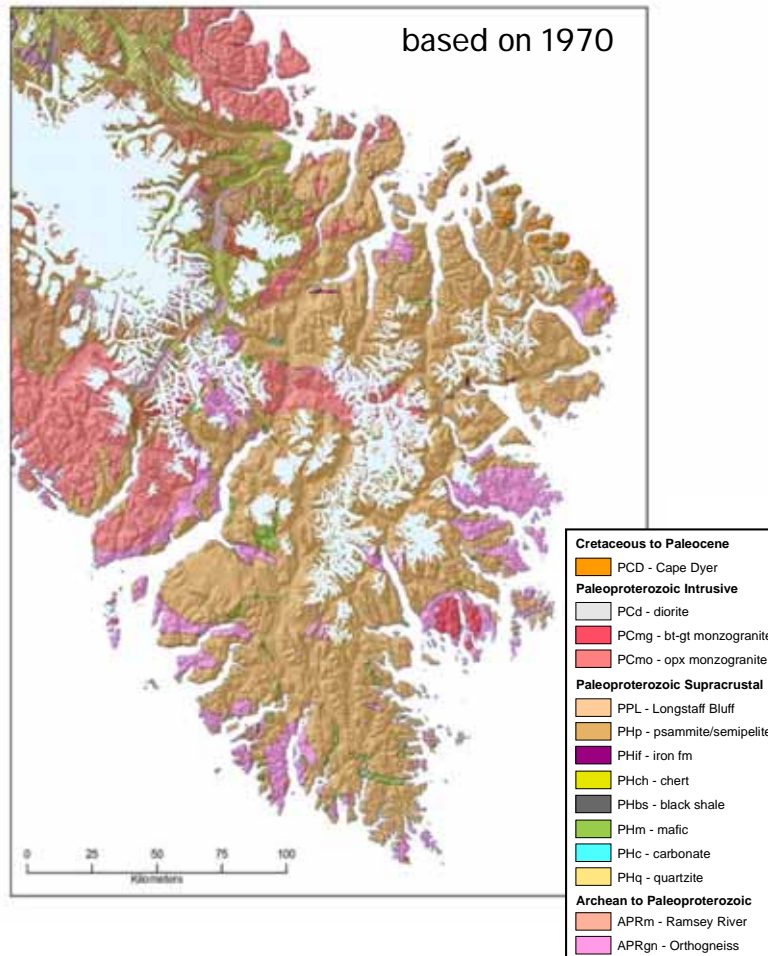 based on 1970
0 25 50 75 100
Kilometers
Cretaceous to Paleocene
PCD - Cape Dyer
Paleoproterozoic Intrusive
PCd - diorite
PCmg - bt-gt monzogranite
PCmo - opx monzogranite
Paleoproterozoic Supracrustal
PPL - Longstaff Bluff
PHp - psammite/semipelite
PHif - iron fm
PHch - chert
PHbs - black shale
PHm - mafic
PHc - carbonate
PHq - quartzite
Archean to Paleoproterozoic
APRm - Ramsey River
APRgn - Orthogneiss